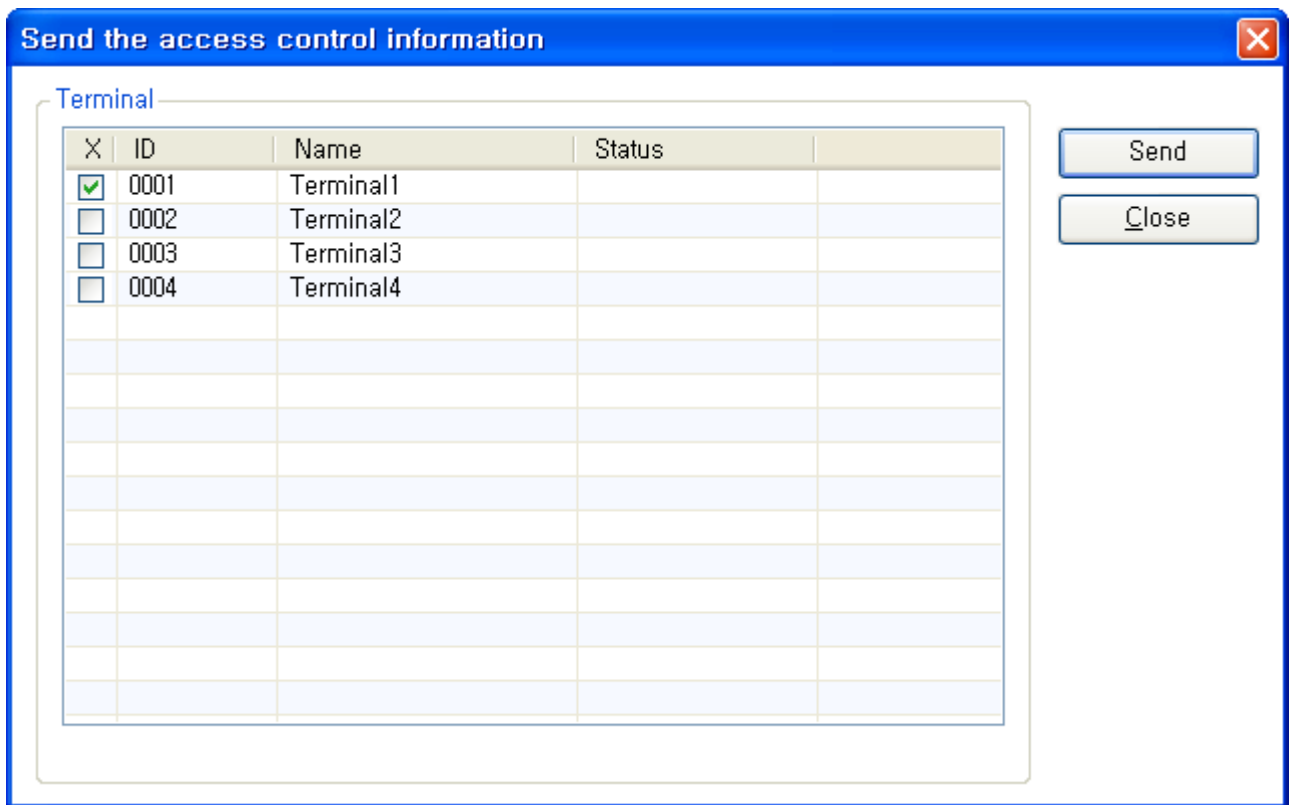 Send the access control information
Terminal
X ID Name Status
0001 Terminal1
0002 Terminal2
0003 Terminal3
0004 Terminal4
Send
Close